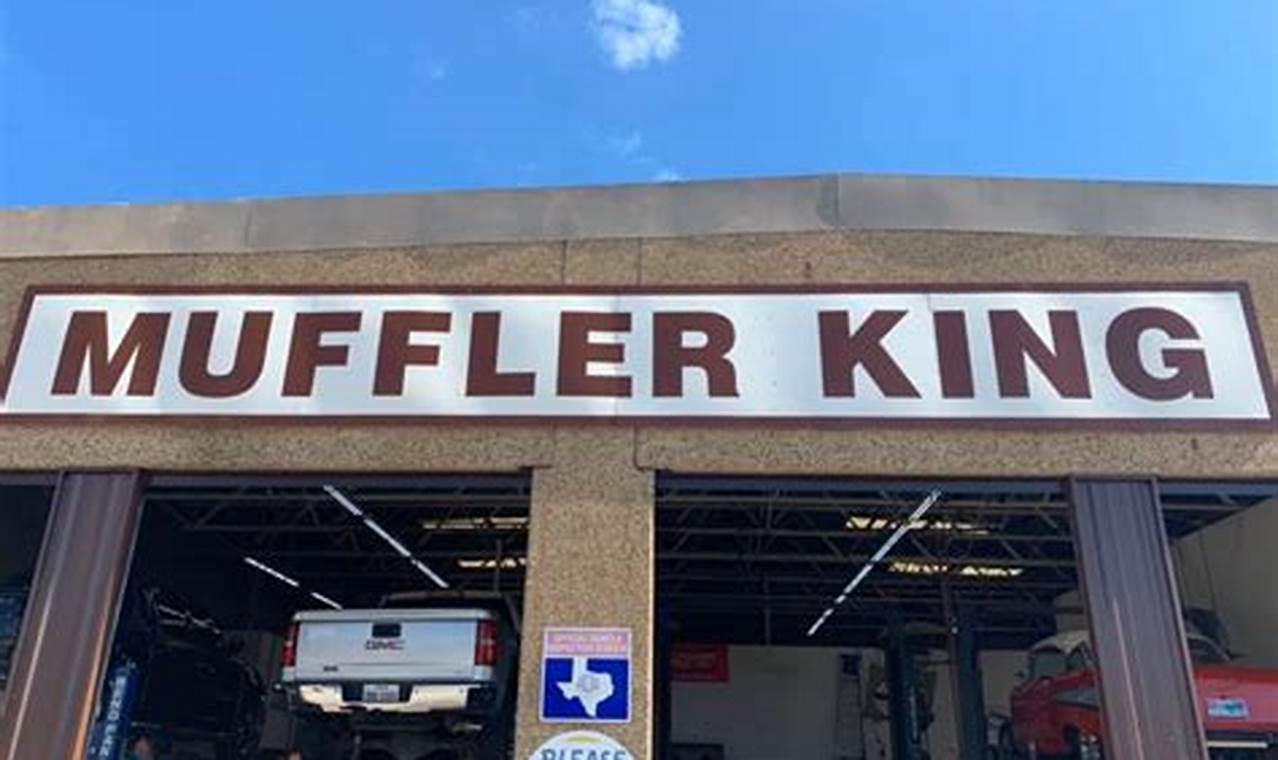 MUFFLER KING
GMC
OFFICIAL VEHICLE
INSPECTION STATION
PLEASE